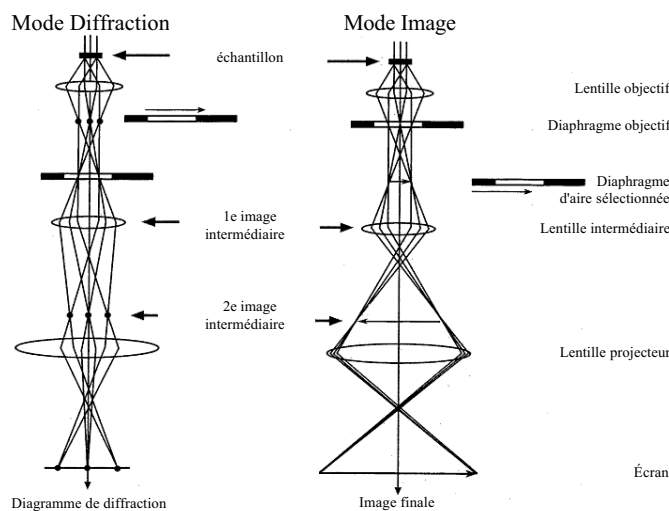 Mode Diffraction
Mode Image
échantillon
Lentille objectif
Diaphragme objectif
Diaphragme
d'aire sélectionnée
1e image
intermédiaire
Lentille intermédiaire
2e image
intermédiaire
Lentille projecteur
Écran
Diagramme de diffraction
Image finale